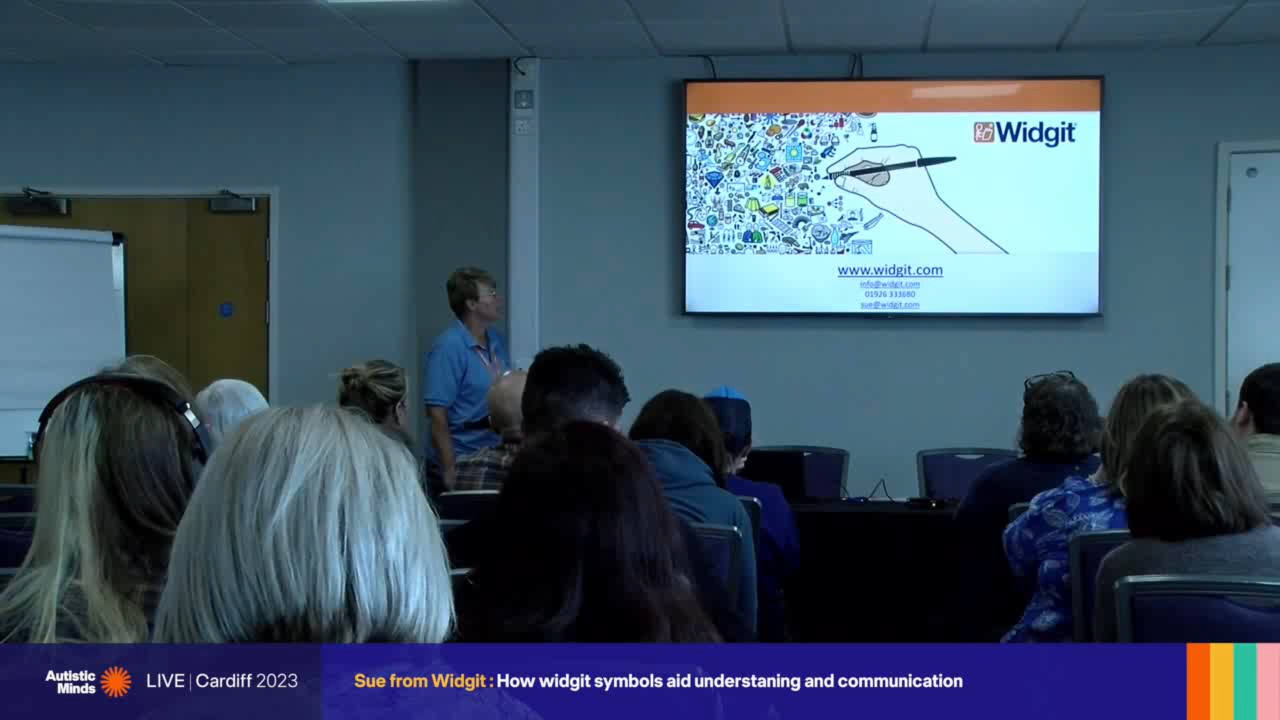 Widgit
www.widgit.com
info@widgit.com
01926 333680
sue@widgit.com
Autistic
Minds
LIVE | Cardiff 2023
Sue from Widgit : How widgit symbols aid understaning and communication